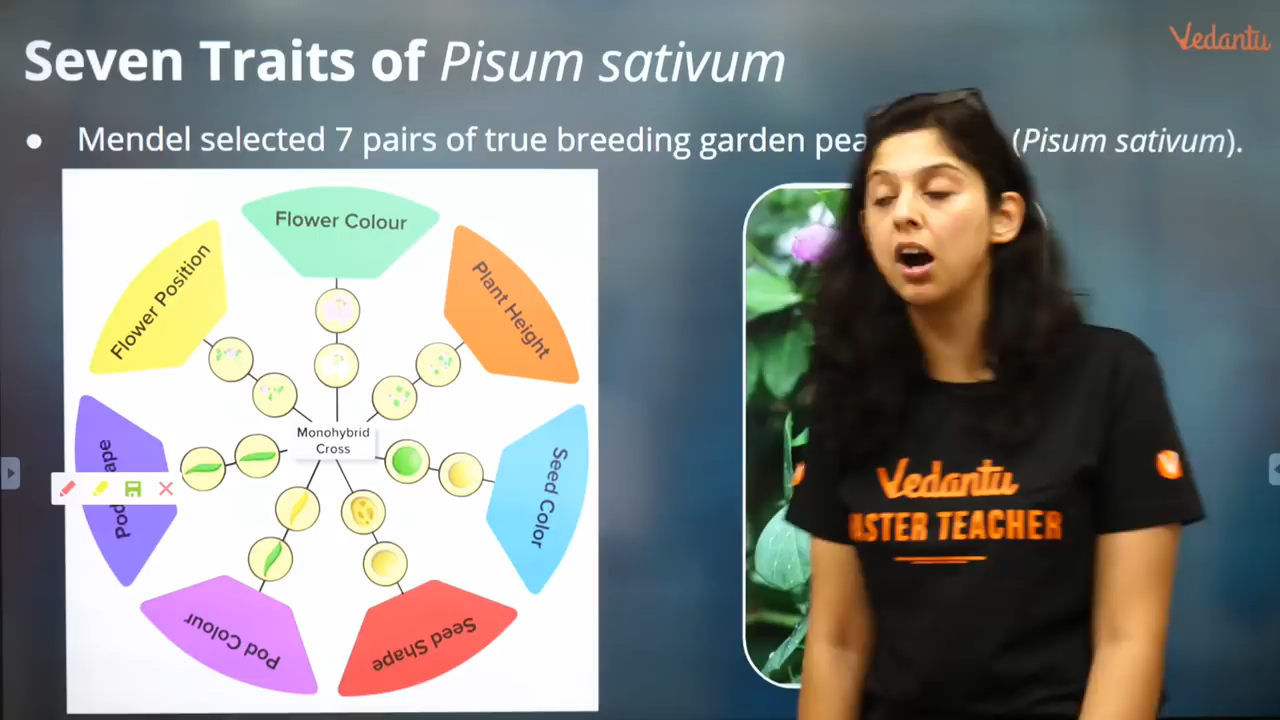 Vedantu
Seven Traits of Pisum sativum
● Mendel selected 7 pairs of true breeding garden pea (Pisum sativum).
Flower Colour
Flower Position
Plant Height
Monohybrid
Cross
Seed Color
Pod Colour
Seed Shape
Vedantu
TEACHER